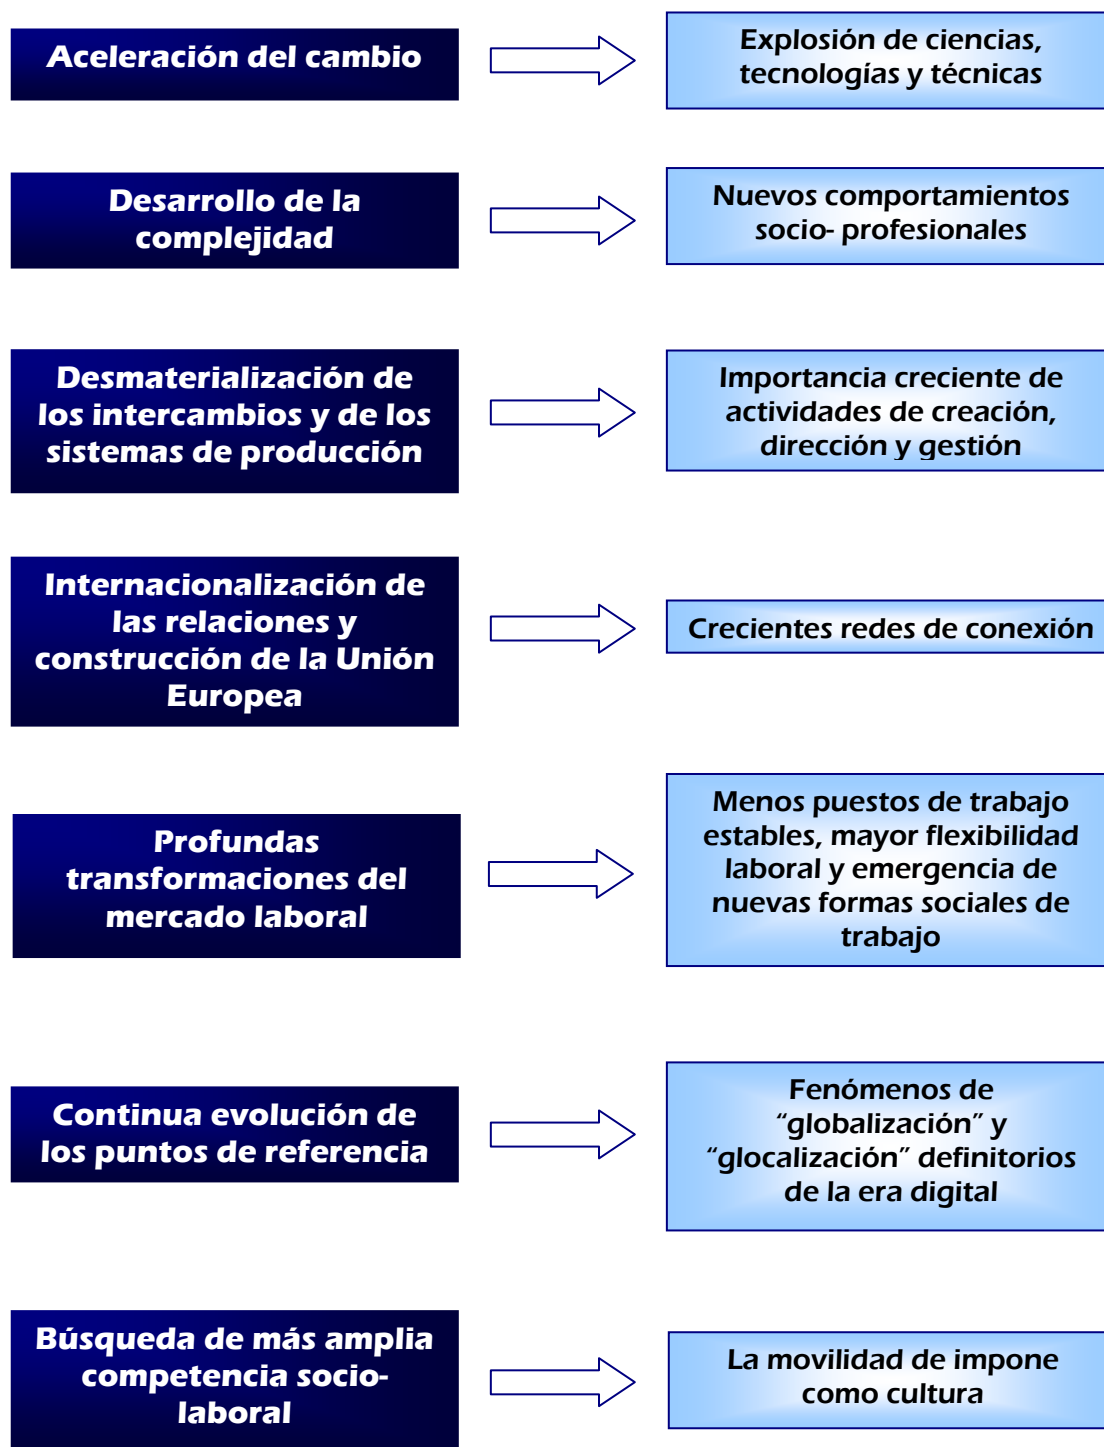 Aceleración del cambio
Explosión de ciencias,
tecnologías y técnicas
Desarrollo de la
complejidad
Nuevos comportamientos
socio- profesionales
Desmaterialización de
los intercambios y de los
sistemas de producción
Importancia creciente de
actividades de creación,
dirección y gestión
Internacionalización de
las relaciones y
construcción de la Unión
Europea
Crecientes redes de conexión
Profundas
transformaciones del
mercado laboral
Menos puestos de trabajo
estables, mayor flexibilidad
laboral y emergencia de
nuevas formas sociales de
trabajo
Continua evolución de
los puntos de referencia
Fenómenos de
“globalización” y
“glocalización” definitorios
de la era digital
Búsqueda de más amplia
competencia socio-
laboral
La movilidad de impone
como cultura